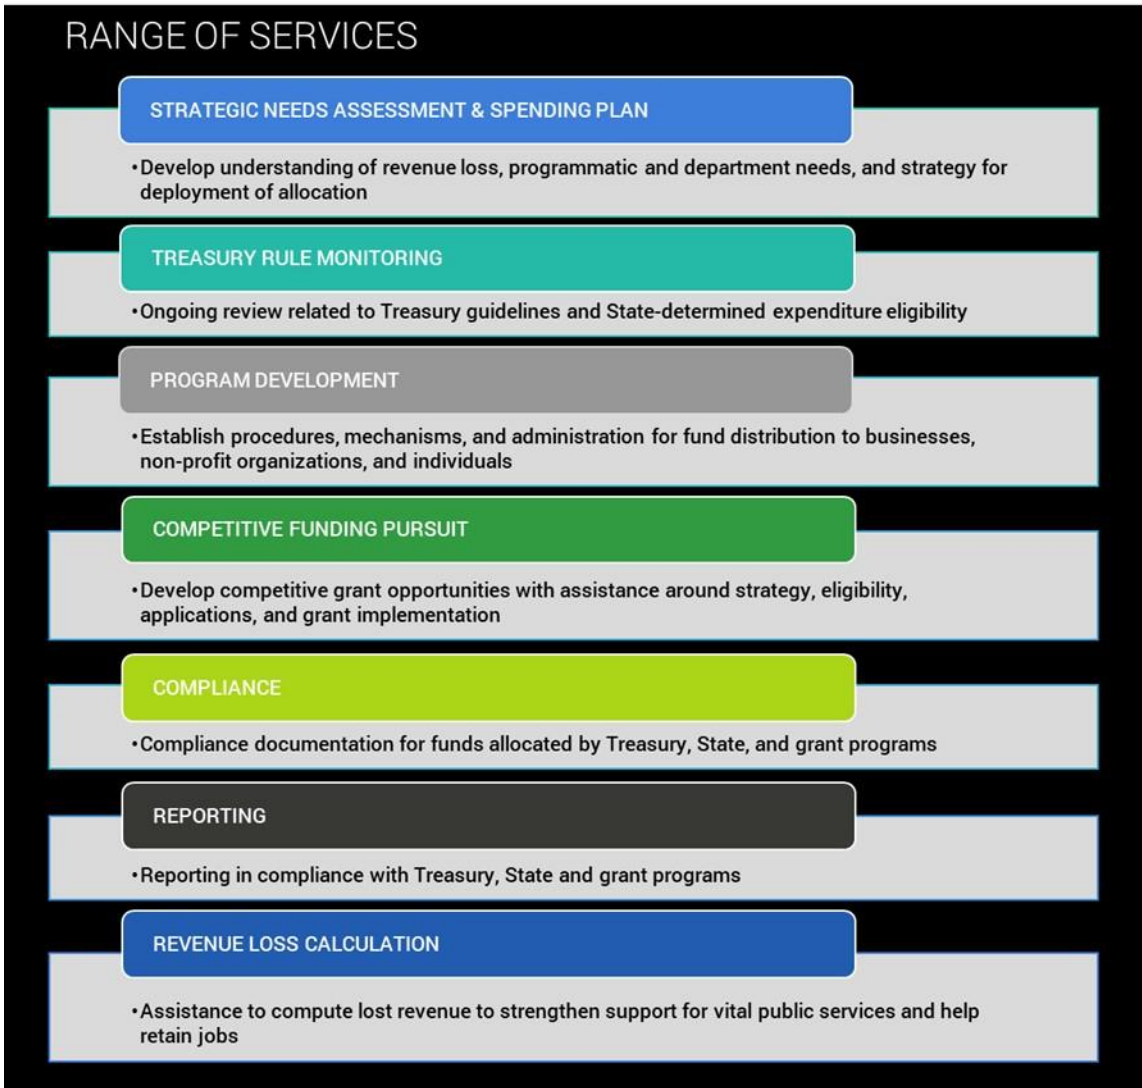 RANGE OF SERVICES
STRATEGIC NEEDS ASSESSMENT & SPENDING PLAN
•Develop understanding of revenue loss, programmatic and department needs, and strategy for
deployment of allocation
TREASURY RULE MONITORING
•Ongoing review related to Treasury guidelines and State-determined expenditure eligibility
PROGRAM DEVELOPMENT
•Establish procedures, mechanisms, and administration for fund distribution to businesses,
non-profit organizations, and individuals
COMPETITIVE FUNDING PURSUIT
•Develop competitive grant opportunities with assistance around strategy, eligibility,
applications, and grant implementation
COMPLIANCE
•Compliance documentation for funds allocated by Treasury, State, and grant programs
REPORTING
•Reporting in compliance with Treasury, State and grant programs
REVENUE LOSS CALCULATION
•Assistance to compute lost revenue to strengthen support for vital public services and help
retain jobs